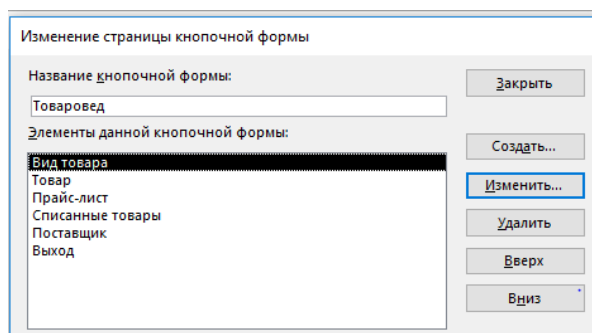 Изменение страницы кнопочной формы
Название кнопочной формы:
Закрыть
Товаровед
Элементы данной кнопочной формы:
Создать...
Вид товара
Товар
Изменить...
Прайс-лист
Списанные товары
Удалить
Поставщик
Выход
Вверх
Вниз